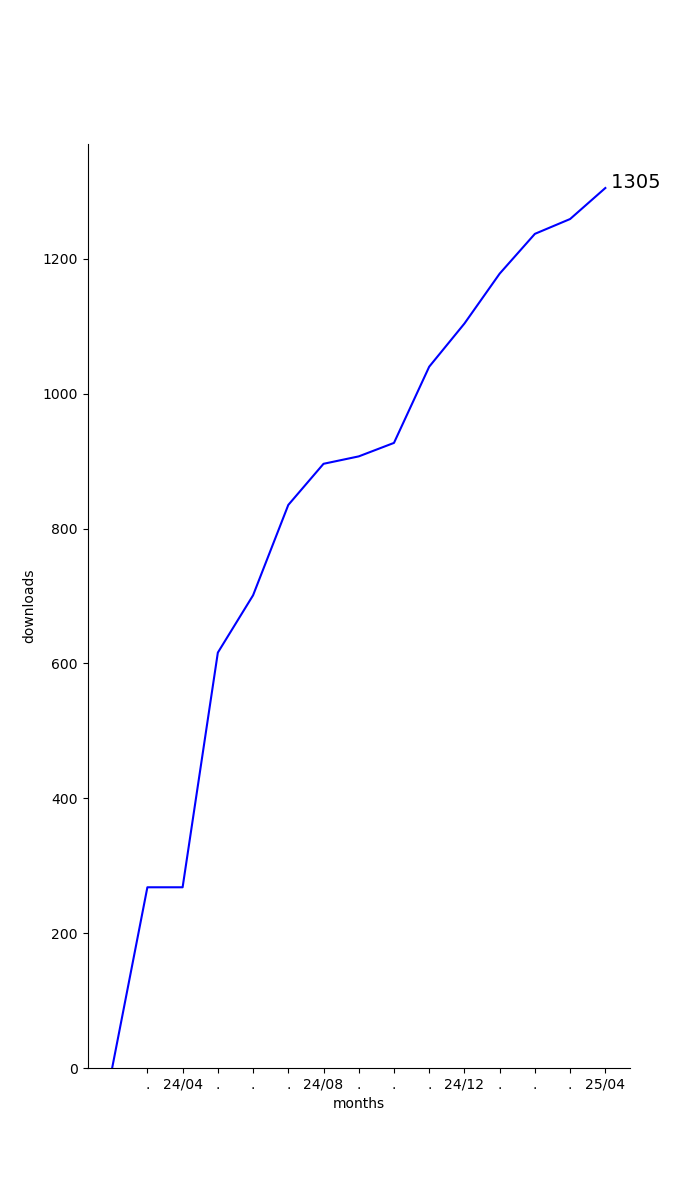 1305
1200
1000
800
600
400
200
0
downloads
. 24/04 . . . 24/08 . . . 24/12 . . . 25/04
months